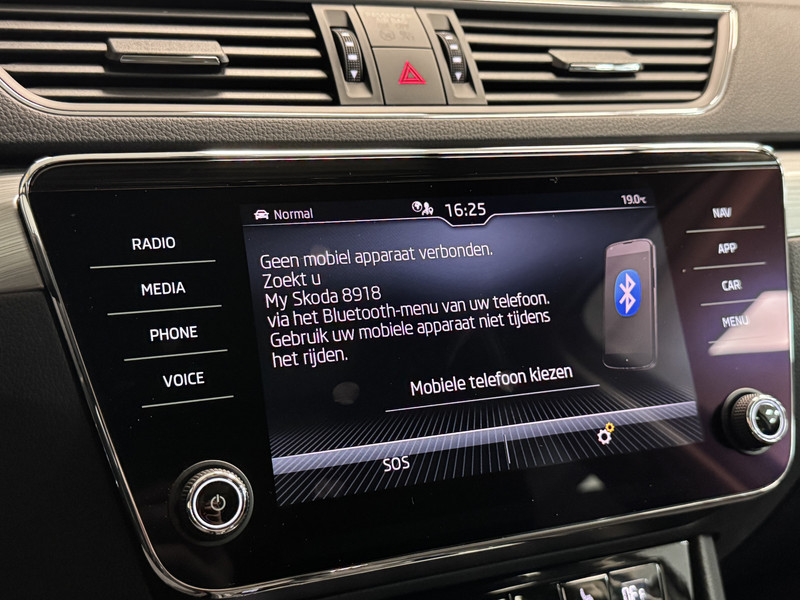 Normal
16:25
19.0°C
RADIO
MEDIA
PHONE
VOICE
Geen mobiel apparaat verbonden.
Zoekt u
My Skoda 8918
via het Bluetooth-menu van uw telefoon.
Gebruik uw mobiele apparaat niet tijdens
het rijden.
Mobiele telefoon kiezen
SOS
NAV
APP
CAR
MENU
OFF